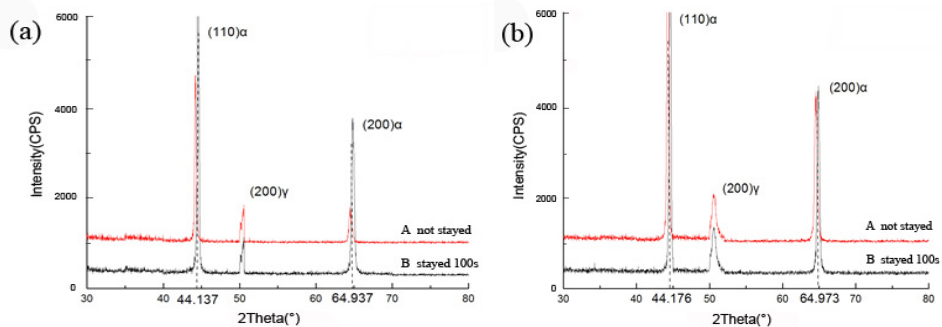 (a)
6000
4000
2000
0
Intensity(CPS)
(110)α
(200)γ
(200)α
A not stayed
B stayed 100s
30 44.137 50 60 64.937 70 80
2Theta(°)
(b)
6000
4000
2000
0
Intensity(CPS)
(110)α
(200)γ
(200)α
A not stayed
B stayed 100s
30 44.176 50 60 64.973 70 80
2Theta(°)